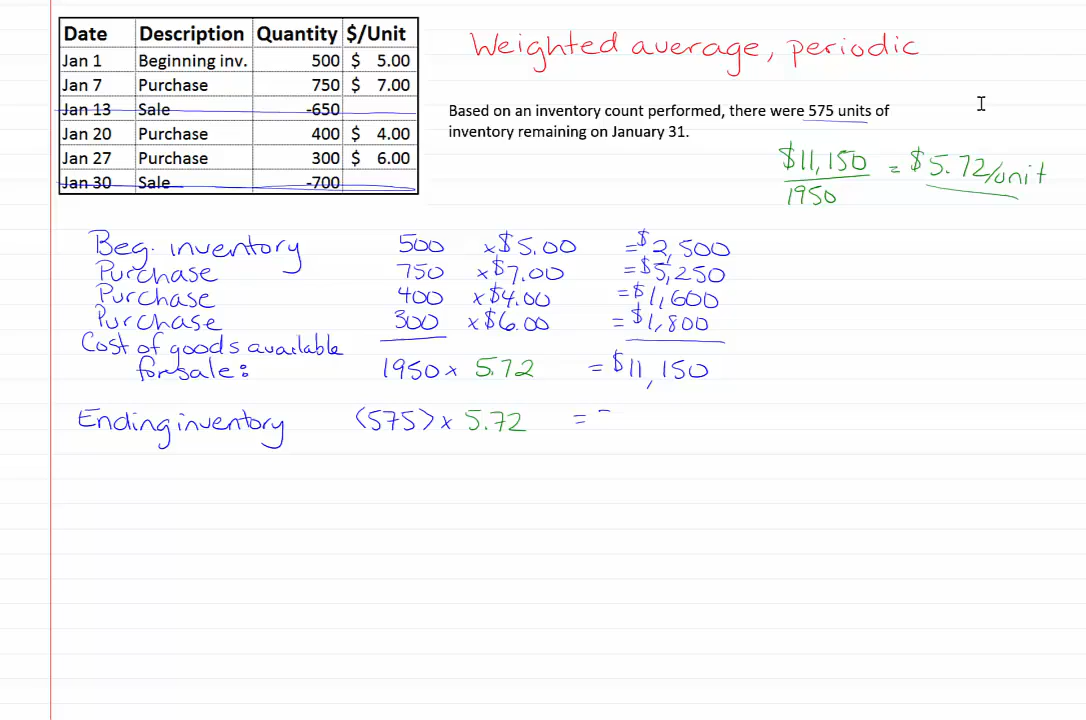 Date Description Quantity $/Unit
Jan 1 Beginning inv. 500 $ 5.00
Jan 7 Purchase 750 $ 7.00
Jan 13 Sale -650
Jan 20 Purchase 400 $ 4.00
Jan 27 Purchase 300 $ 6.00
Jan 30 Sale -700
Weighted average, periodic
Based on an inventory count performed, there were 575 units of
inventory remaining on January 31.
$11,150
1950
= $5.72/unit
Beg. inventory 500 x $5.00 = $2,500
Purchase 750 x $7.00 = $5,250
Purchase 400 x $4.00 = $1,600
Purchase 300 x $6.00 = $1,800
Cost of goods available
for sale: 1950 x 5.72 = $11,150
Ending inventory (575) x 5.72 =